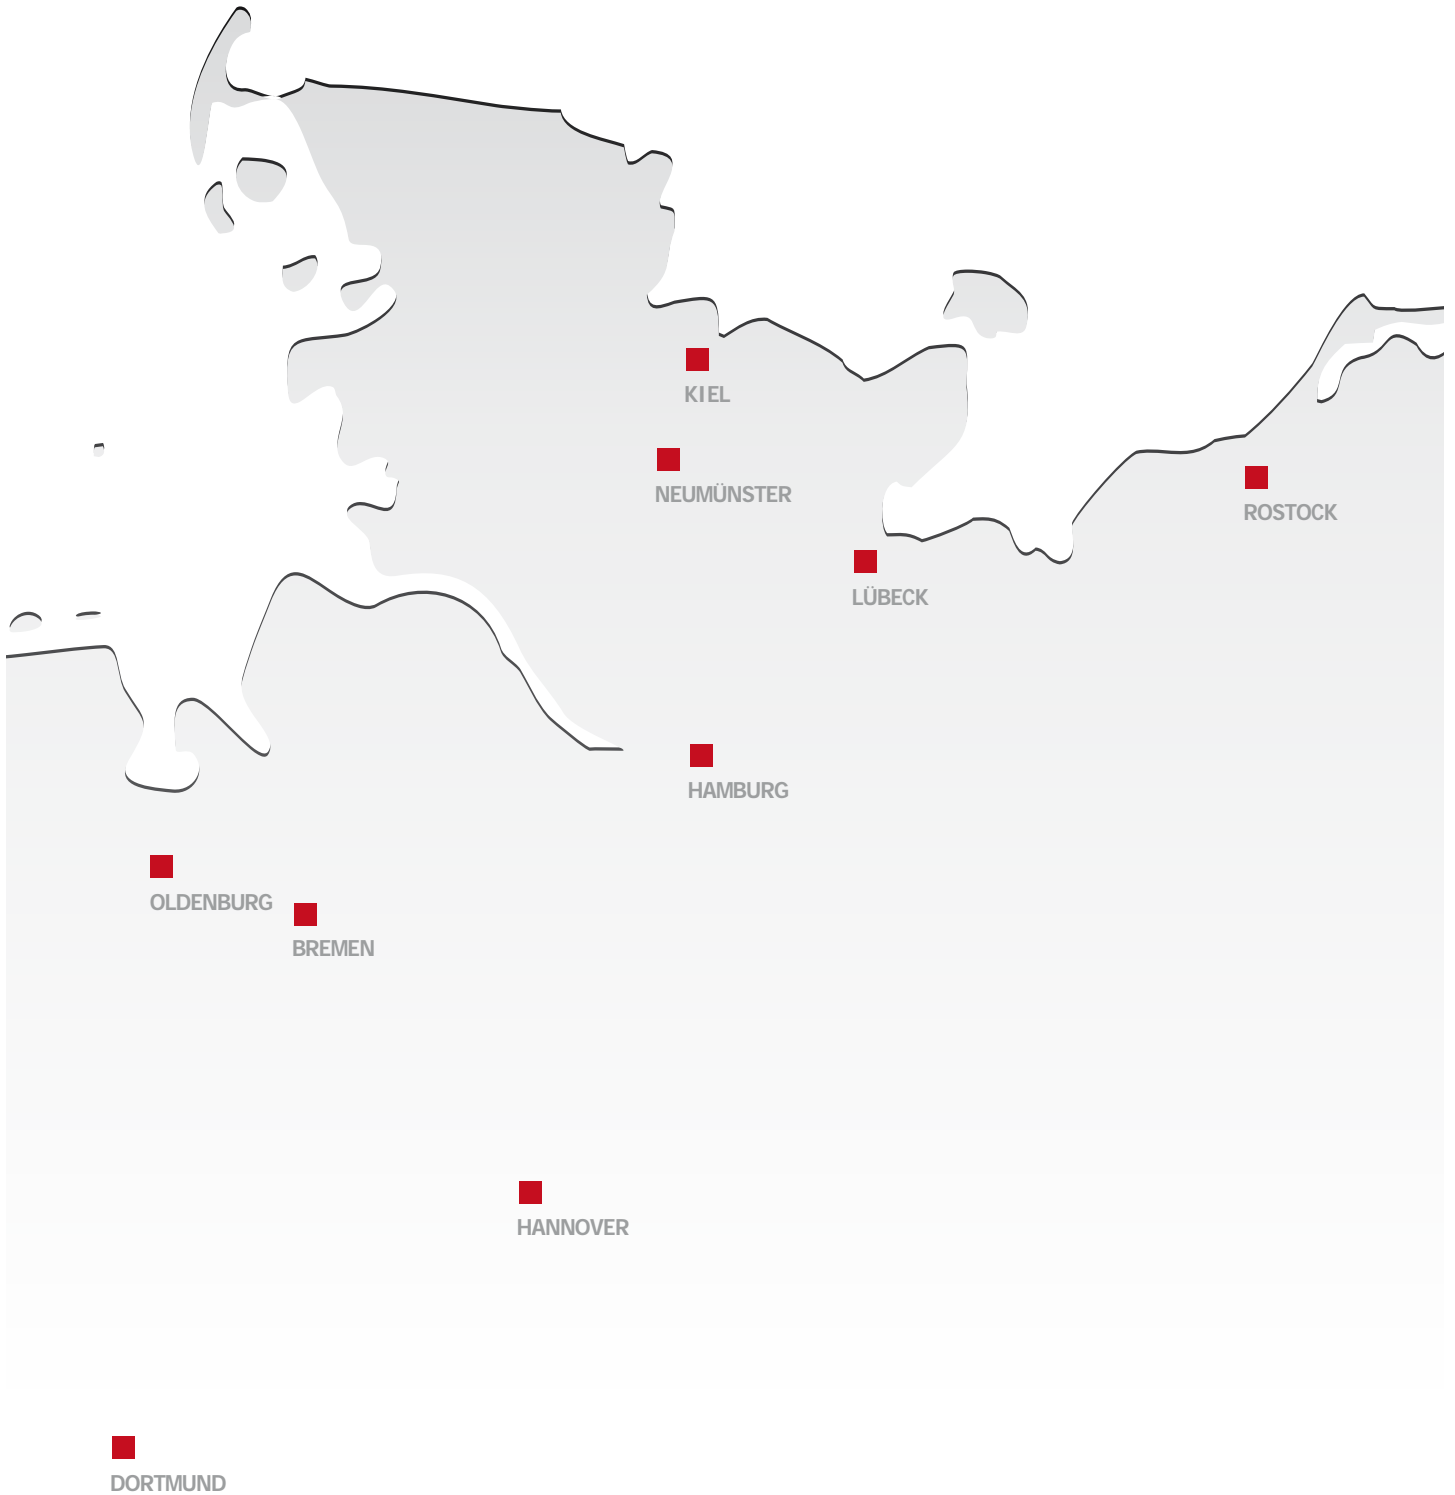 KIEL
NEUMÜNSTER
ROSTOCK
LÜBECK
HAMBURG
OLDENBURG
BREMEN
HANNOVER
DORTMUND